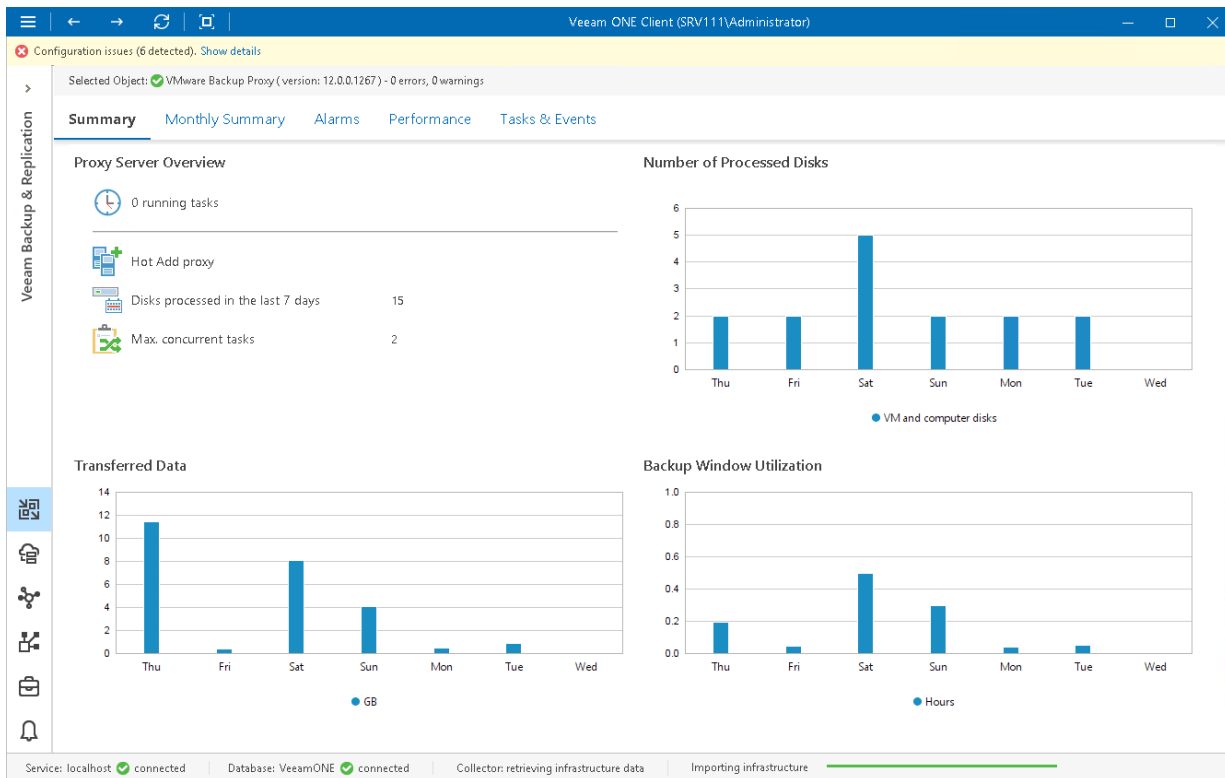 Veeam ONE Client (SRV111\Administrator)
Configuration issues (6 detected). Show details
Selected Object: VMware Backup Proxy (version: 12.0.0.1267) - 0 errors, 0 warnings
Veeam Backup & Replication
Summary Monthly Summary Alarms Performance Tasks & Events
Proxy Server Overview
0 running tasks
Hot Add proxy
Disks processed in the last 7 days 15
Max. concurrent tasks 2
Number of Processed Disks
6
5
4
3
2
1
0
Thu Fri Sat Sun Mon Tue Wed
VM and computer disks
Transferred Data
14
12
10
8
6
4
2
0
Thu Fri Sat Sun Mon Tue Wed
GB
Backup Window Utilization
1.0
0.8
0.6
0.4
0.2
0.0
Thu Fri Sat Sun Mon Tue Wed
Hours
Service: localhost connected Database: VeeamONE connected Collector: retrieving infrastructure data Importing infrastructure